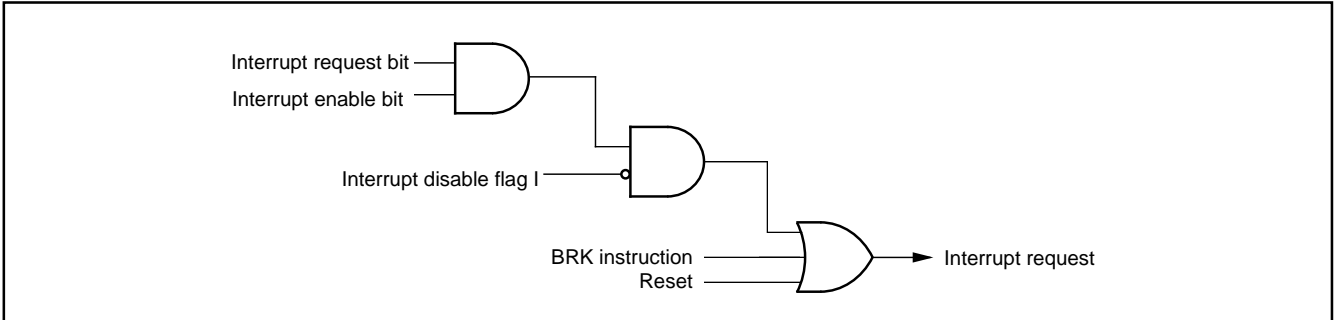 Interrupt request bit
Interrupt enable bit
Interrupt disable flag I
BRK instruction
Reset
Interrupt request